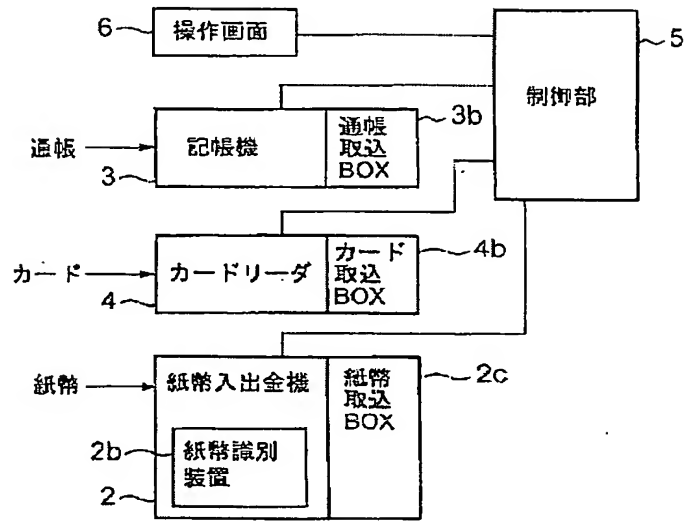 6
操作画面
5
制御部
3b
通帳
記帳機
通帳
取込
BOX
3
4b
カード
カードリーダ
カード
取込
BOX
4
2c
紙幣
紙幣入出金機
紙幣
取込
BOX
2b
紙幣識別
装置
2